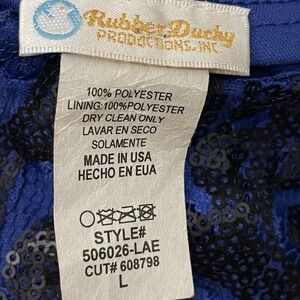 Rubber Ducky
PRODUCTIONS, INC.
100% POLYESTER
LINING:100%POLYESTER
DRY CLEAN ONLY
LAVAR EN SECO
SOLAMENTE
MADE IN USA
HECHO EN EUA
STYLE#
506026-LAE
CUT# 608798
L